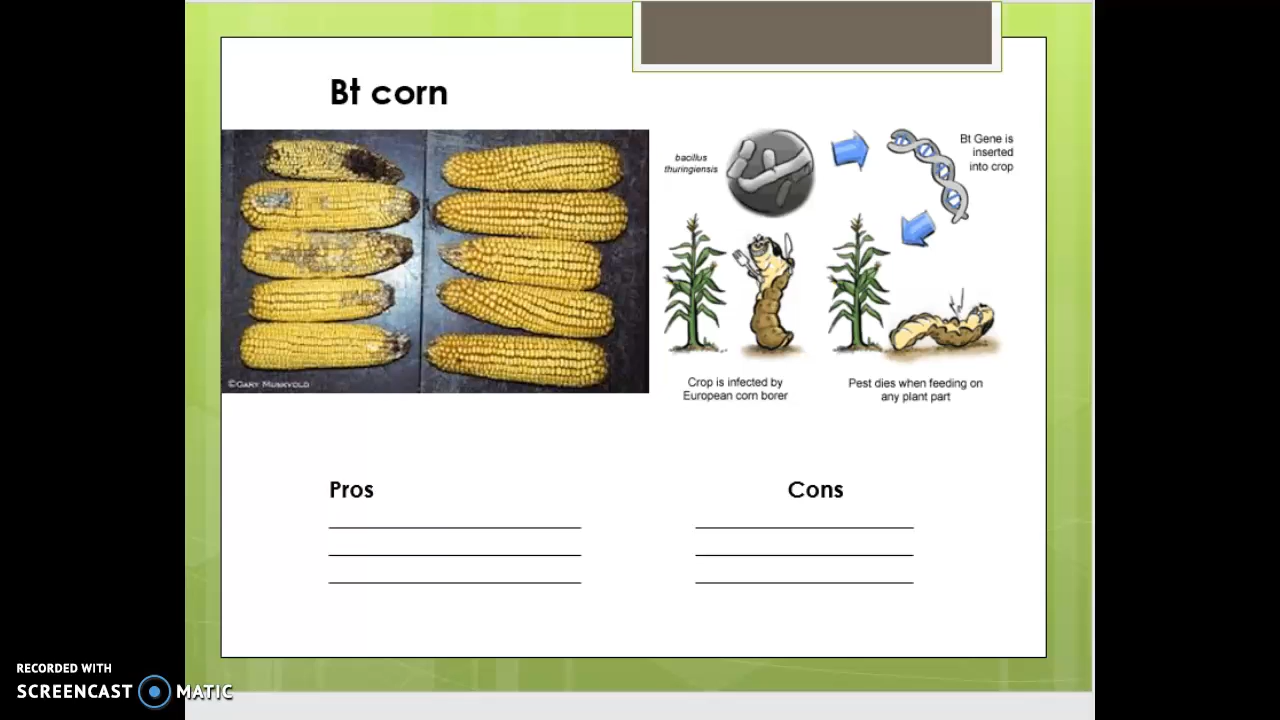 Bt corn
bacillus
thuringiensis
Bt Gene is
inserted
into crop
©GARY MUNKVOLD
Crop is infected by
European corn borer
Pest dies when feeding on
any plant part
Pros
Cons
RECORDED WITH
SCREENCAST MATIC